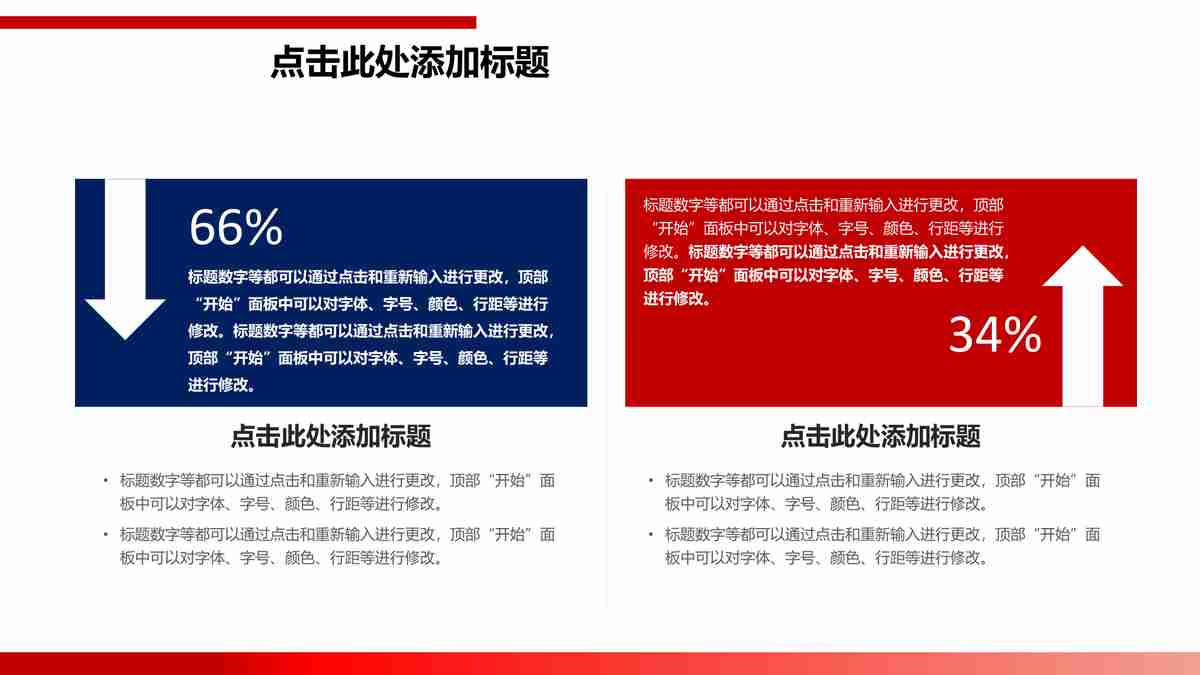 点击此处添加标题
66%
标题数字等都可以通过点击和重新输入进行更改，顶部
“开始”面板中可以对字体、字号、颜色、行距等进行
修改。标题数字等都可以通过点击和重新输入进行更改，
顶部“开始”面板中可以对字体、字号、颜色、行距等
进行修改。
标题数字等都可以通过点击和重新输入进行更改，顶部
“开始”面板中可以对字体、字号、颜色、行距等进行
修改。标题数字等都可以通过点击和重新输入进行更改，
顶部“开始”面板中可以对字体、字号、颜色、行距等
进行修改。
34%
点击此处添加标题
• 标题数字等都可以通过点击和重新输入进行更改，顶部“开始”面
板中可以对字体、字号、颜色、行距等进行修改。
• 标题数字等都可以通过点击和重新输入进行更改，顶部“开始”面
板中可以对字体、字号、颜色、行距等进行修改。
点击此处添加标题
• 标题数字等都可以通过点击和重新输入进行更改，顶部“开始”面
板中可以对字体、字号、颜色、行距等进行修改。
• 标题数字等都可以通过点击和重新输入进行更改，顶部“开始”面
板中可以对字体、字号、颜色、行距等进行修改。